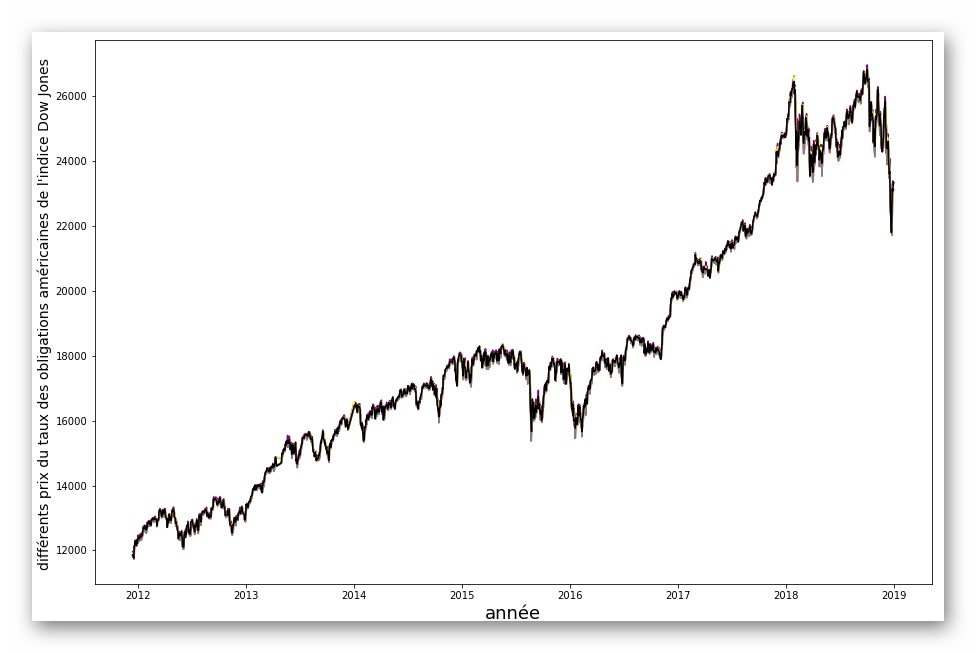 différents prix du taux des obligations américaines de l'indice Dow Jones
26000
24000
22000
20000
18000
16000
14000
12000
2012 2013 2014 2015 2016 2017 2018 2019
année